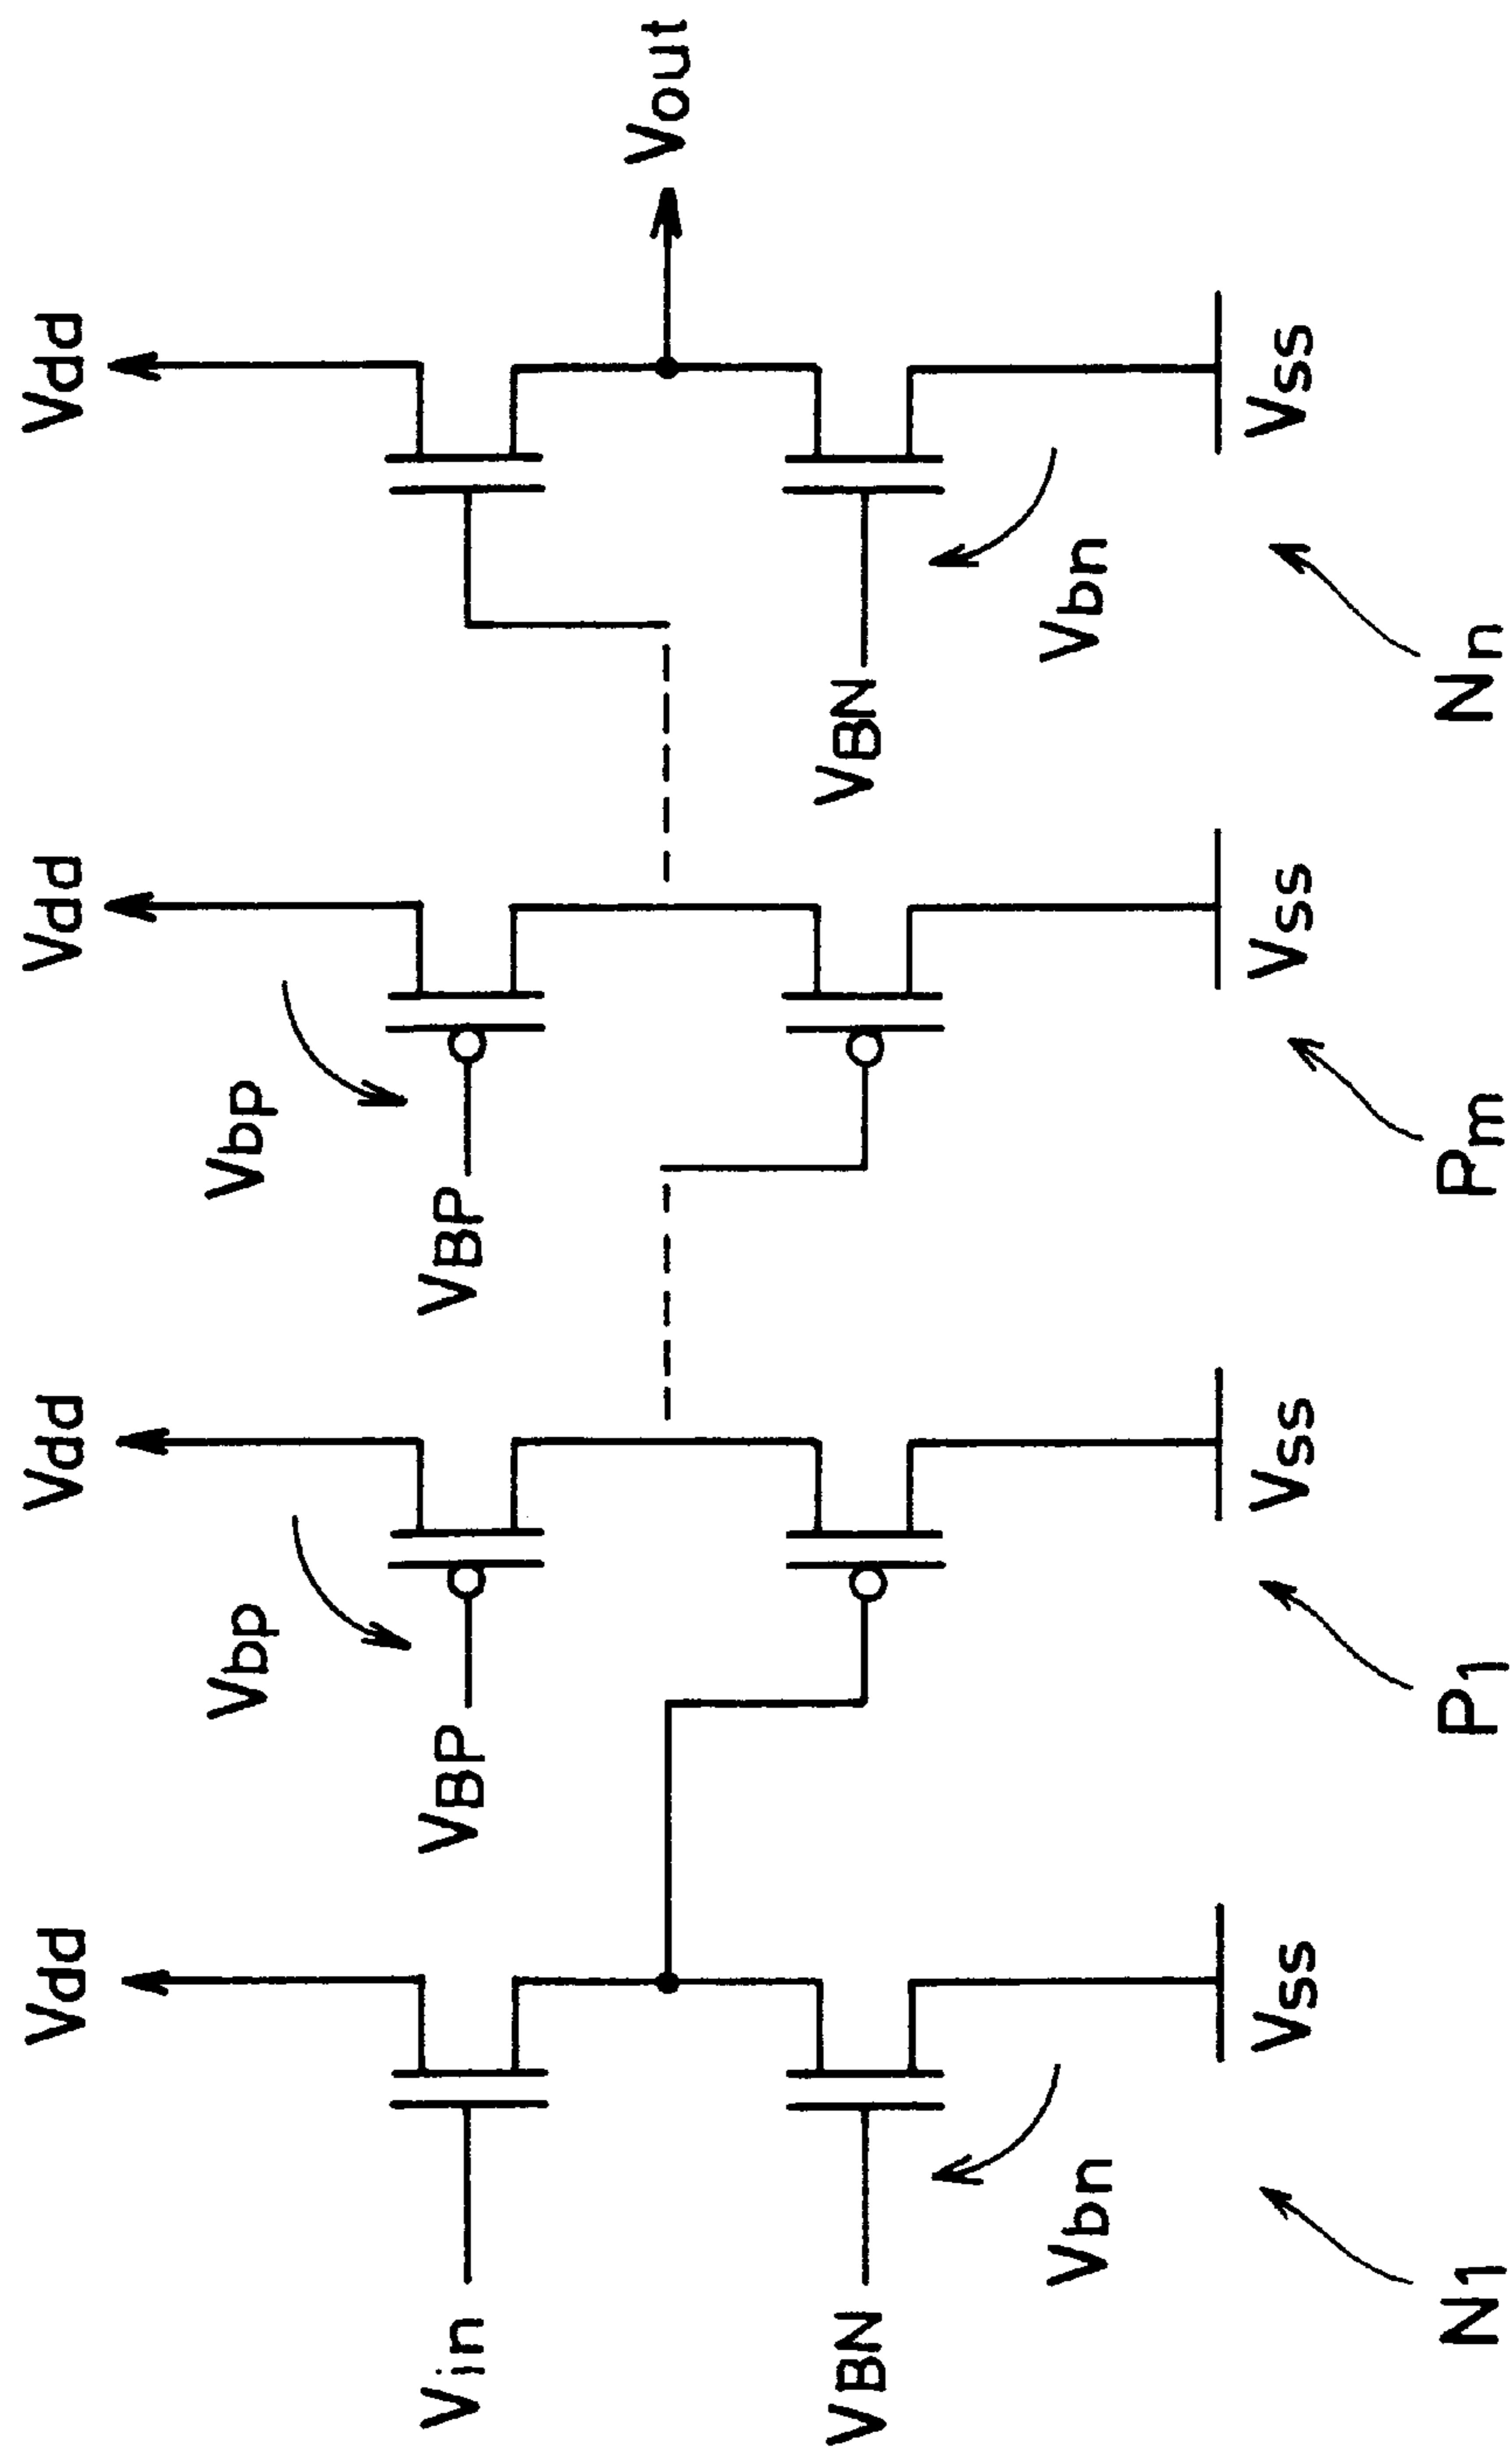 Vdd Vdd Vdd Vdd
Vbp Vbp
Vin VBP VBP
Vout
VBN VBN
Vbn Vbn
Vss Vss Vss Vss
N1 P1 Pm Nn